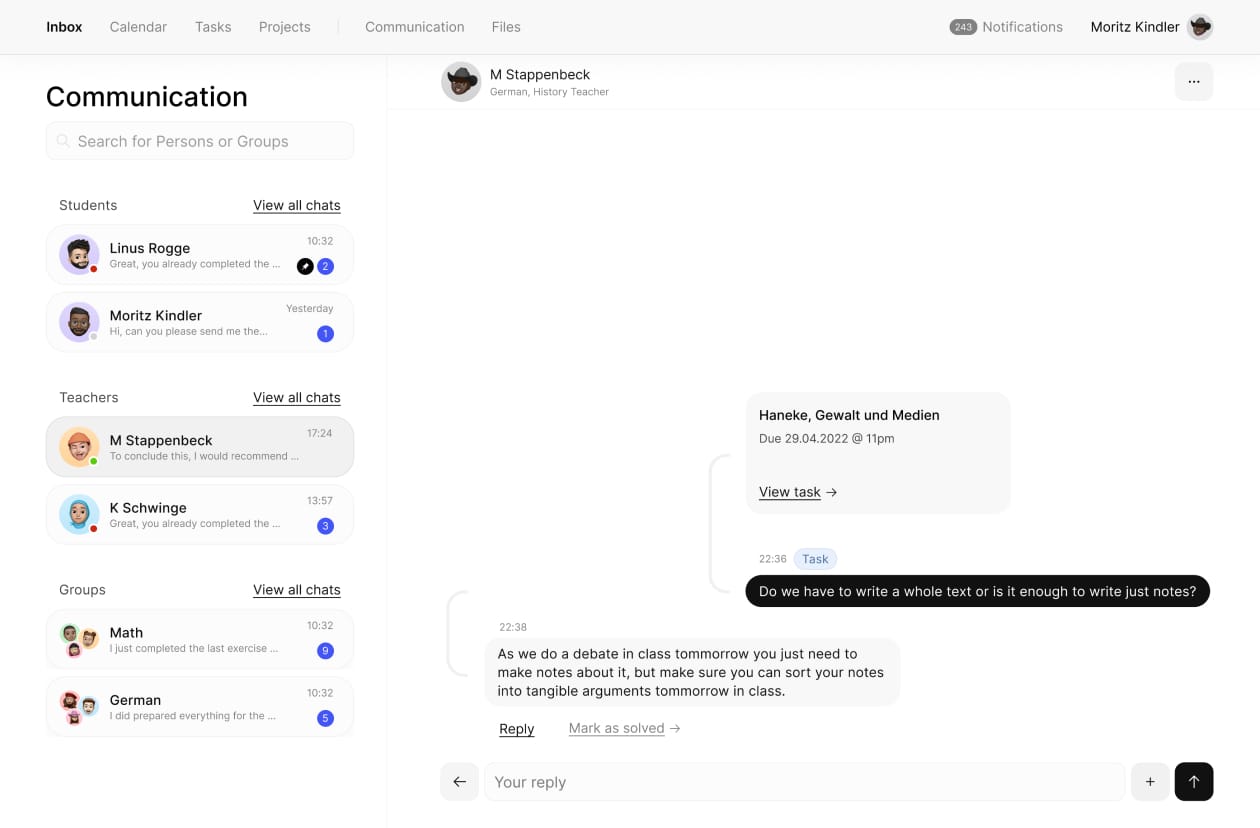 Inbox Calendar Tasks Projects Communication Files 243 Notifications Moritz Kindler
Communication
Search for Persons or Groups
Students View all chats
Linus Rogge 10:32
Great, you already completed the ... 2
Moritz Kindler Yesterday
Hi, can you please send me the... 1
Teachers View all chats
M Stappenbeck 17:24
To conclude this, I would recommend ...
K Schwinge 13:57
Great, you already completed the ... 3
Groups View all chats
Math 10:32
I just completed the last exercise ... 9
German 10:32
I did prepared everything for the ... 5
M Stappenbeck
German, History Teacher
Haneke, Gewalt und Medien
Due 29.04.2022 @ 11pm
View task →
22:36 Task
Do we have to write a whole text or is it enough to write just notes?
22:38
As we do a debate in class tommorrow you just need to
make notes about it, but make sure you can sort your notes
into tangible arguments tommorrow in class.
Reply Mark as solved →
Your reply